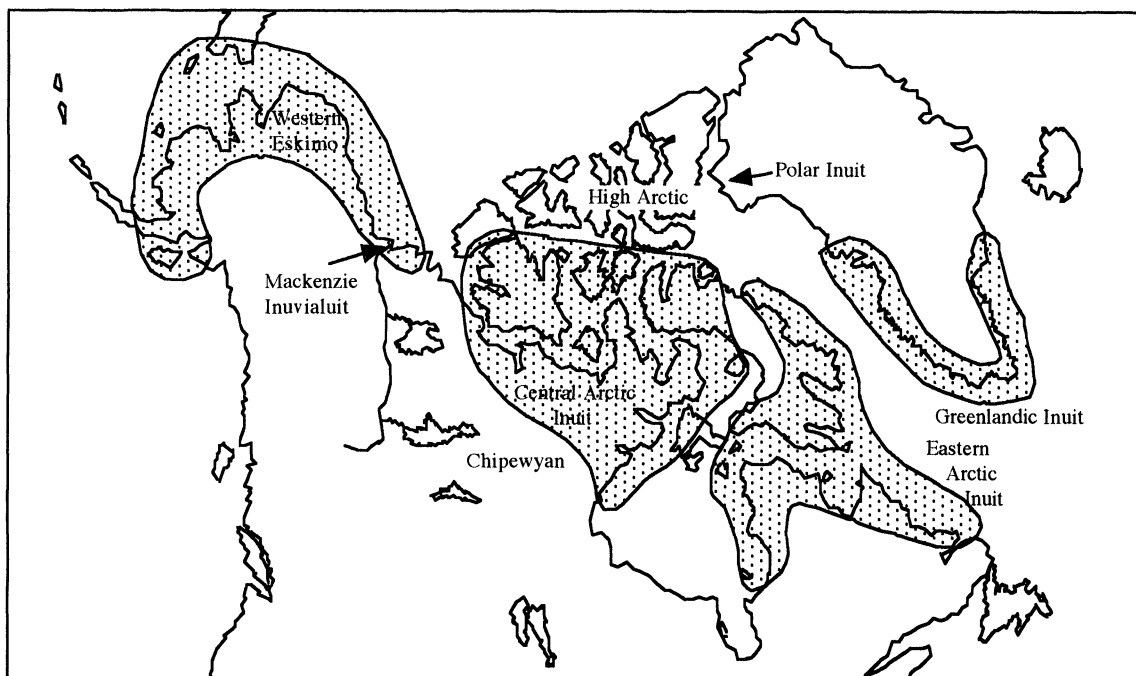 Western
Eskimo
Polar Inuit
High Arctic
Mackenzie
Inuvialuit
Central Arctic
Inuit
Greenlandic Inuit
Chipewyan
Eastern
Arctic
Inuit